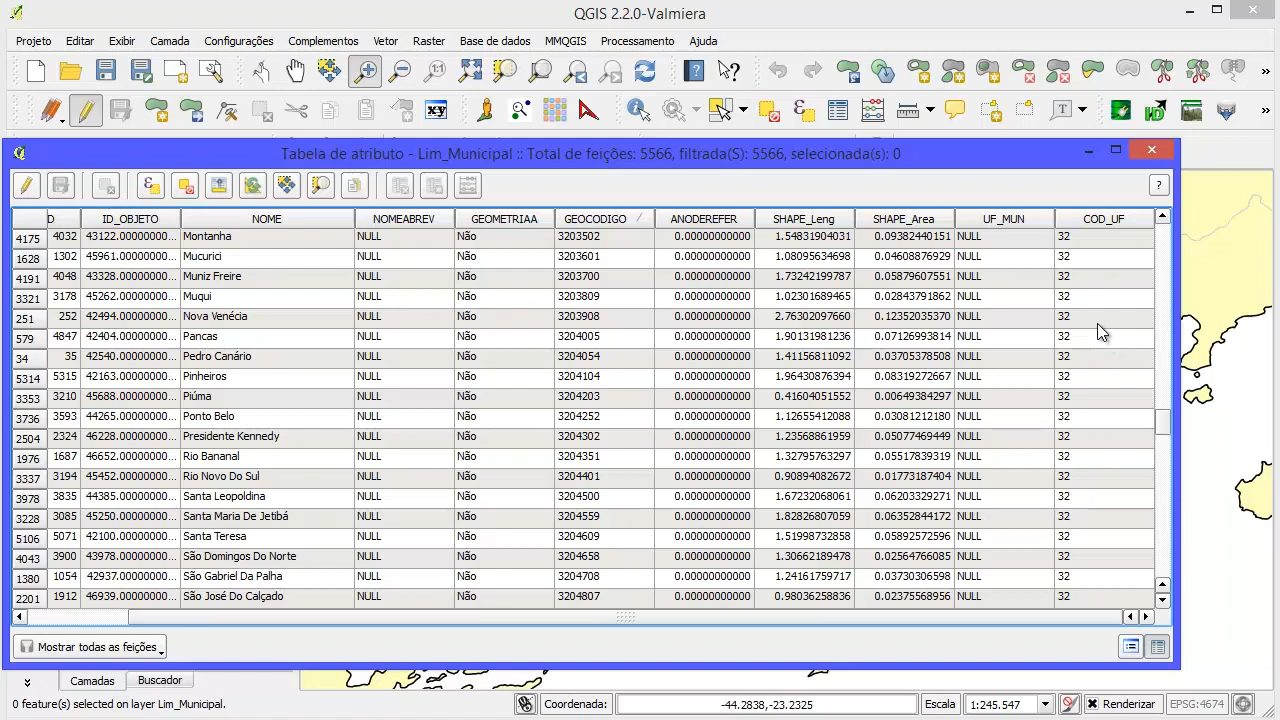 QGIS 2.2.0-Valmiera
Projeto Editar Exibir Camada Configurações Complementos Vetor Raster Base de dados MMQGIS Processamento Ajuda
Tabela de atributo - Lim_Municipal :: Total de feições: 5566, filtrada(S): 5566, selecionada(s): 0
D ID_OBJETO NOME NOMEABREV GEOMETRIAA GEOCODIGO ANODEREFER SHAPE_Leng SHAPE_Area UF_MUN COD_UF
4175 4032 43122.00000000... Montanha NULL Não 3203502 0.0000000000 1.54831904031 0.09382440151 NULL 32
1628 1302 45961.00000000... Mucurici NULL Não 3203601 0.0000000000 1.08095634698 0.04608876929 NULL 32
4191 4048 43328.00000000... Muniz Freire NULL Não 3203700 0.0000000000 1.73242199787 0.05879607551 NULL 32
3321 3178 45262.00000000... Muqui NULL Não 3203809 0.0000000000 1.02301689465 0.02843791862 NULL 32
251 252 42494.00000000... Nova Venécia NULL Não 3203908 0.0000000000 2.76302097660 0.12352035370 NULL 32
579 4847 42404.00000000... Pancas NULL Não 3204005 0.0000000000 1.90131981236 0.07126993814 NULL 32
34 35 42540.00000000... Pedro Canário NULL Não 3204054 0.0000000000 1.41156811092 0.03705378508 NULL 32
5314 5315 42163.00000000... Pinheiros NULL Não 3204104 0.0000000000 1.96430876394 0.08319272667 NULL 32
3353 3210 45688.00000000... Piúma NULL Não 3204203 0.0000000000 0.41604051552 0.00649384297 NULL 32
3736 3593 44265.00000000... Ponto Belo NULL Não 3204252 0.0000000000 1.12655412088 0.03081212180 NULL 32
2504 2324 46228.00000000... Presidente Kennedy NULL Não 3204302 0.0000000000 1.23568861959 0.05077469449 NULL 32
1976 1687 46652.00000000... Rio Bananal NULL Não 3204351 0.0000000000 1.32795763297 0.05517839319 NULL 32
3337 3194 45452.00000000... Rio Novo Do Sul NULL Não 3204401 0.0000000000 0.90894082672 0.01773187404 NULL 32
3978 3835 44385.00000000... Santa Leopoldina NULL Não 3204500 0.0000000000 1.67232068061 0.06203329271 NULL 32
3228 3085 45250.00000000... Santa Maria De Jetibá NULL Não 3204559 0.0000000000 1.82826807059 0.06352844172 NULL 32
5106 5071 42100.00000000... Santa Teresa NULL Não 3204609 0.0000000000 1.51998732858 0.05892572596 NULL 32
4043 3900 43978.00000000... São Domingos Do Norte NULL Não 3204658 0.0000000000 1.30662189478 0.02564766085 NULL 32
1380 1054 42937.00000000... São Gabriel Da Palha NULL Não 3204708 0.0000000000 1.24161759717 0.03730306598 NULL 32
2201 1912 46939.00000000... São José Do Calçado NULL Não 3204807 0.0000000000 0.98036258836 0.02375568956 NULL 32
Mostrar todas as feições
Camadas Buscador
0 feature(s) selected on layer Lim_Municipal. Coordenada: -44.2838,-23.2325 Escala 1:245.547 Renderizar EPSG:4674